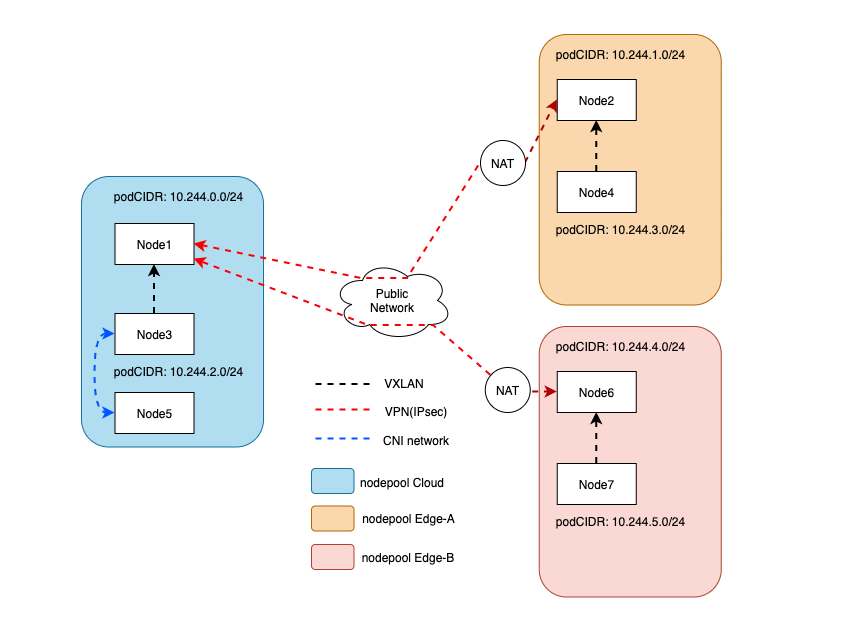 podCIDR: 10.244.1.0/24
Node2
NAT
Node4
podCIDR: 10.244.3.0/24
podCIDR: 10.244.0.0/24
Node1
Node3
podCIDR: 10.244.2.0/24
Node5
Public
Network
podCIDR: 10.244.4.0/24
NAT
Node6
Node7
podCIDR: 10.244.5.0/24
VXLAN
VPN(IPsec)
CNI network
nodepool Cloud
nodepool Edge-A
nodepool Edge-B